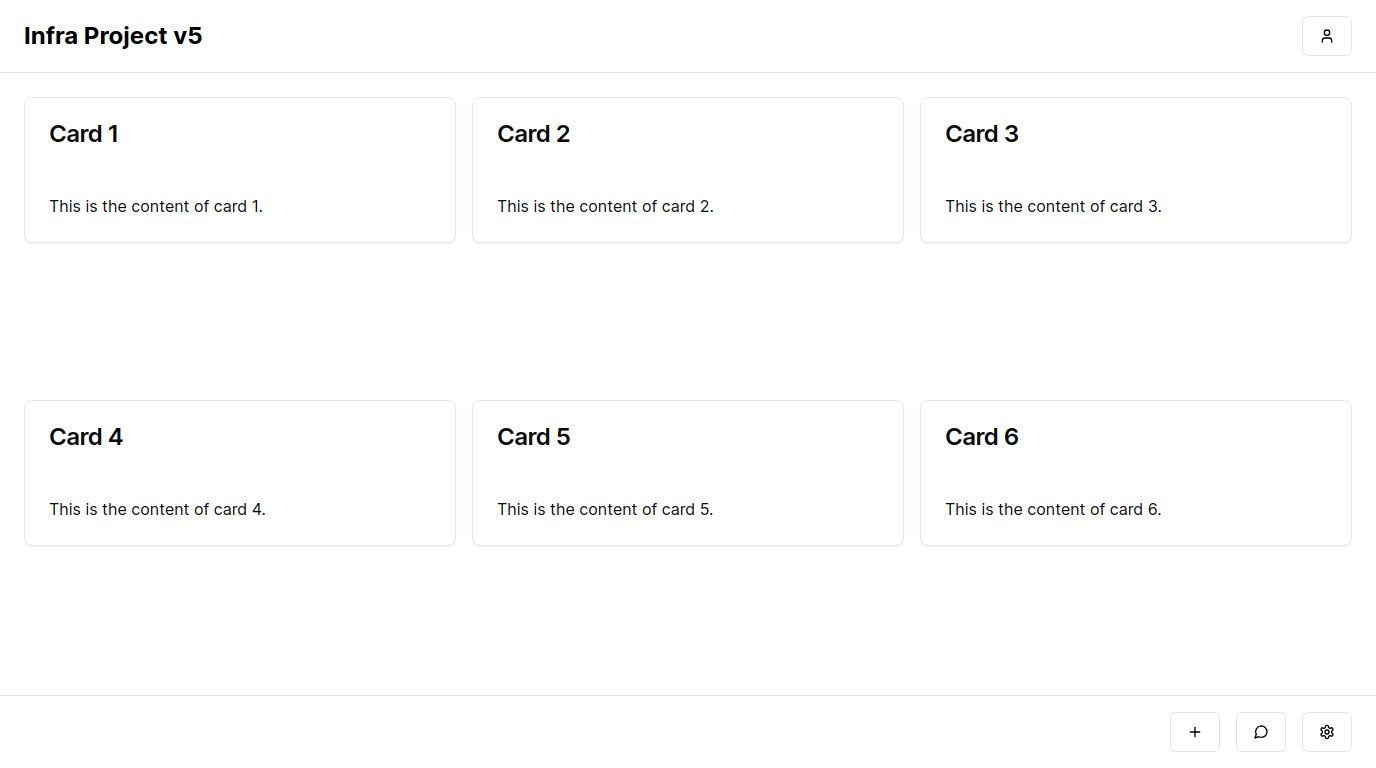 Infra Project v5
Card 1
This is the content of card 1.
Card 2
This is the content of card 2.
Card 3
This is the content of card 3.
Card 4
This is the content of card 4.
Card 5
This is the content of card 5.
Card 6
This is the content of card 6.